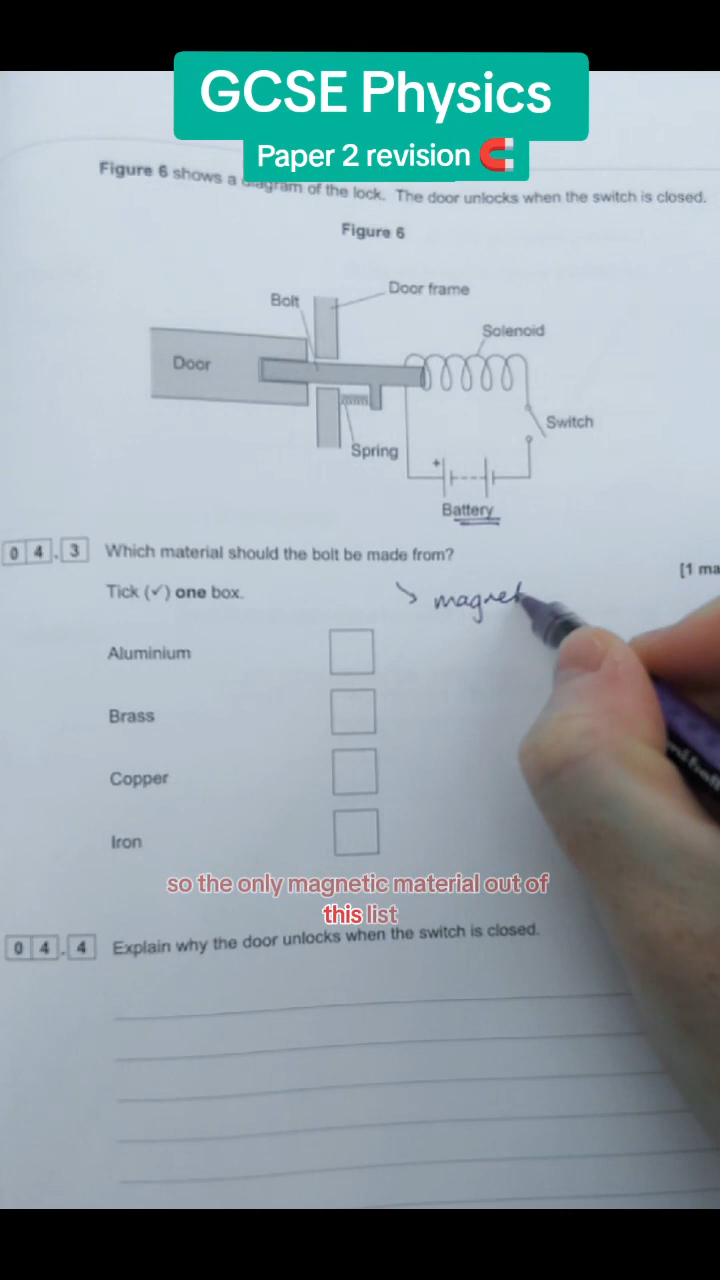 GCSE Physics
Paper 2 revision 🧲
Figure 6 shows a diagram of the lock. The door unlocks when the switch is closed.
Figure 6
Bolt
Door frame
Solenoid
Door
Switch
Spring
+
Battery
0 4 . 3 Which material should the bolt be made from?
[1 ma
Tick (✓) one box.
magnet
Aluminium
Brass
Copper
Iron
so the only magnetic material out of
this list
0 4 . 4 Explain why the door unlocks when the switch is closed.